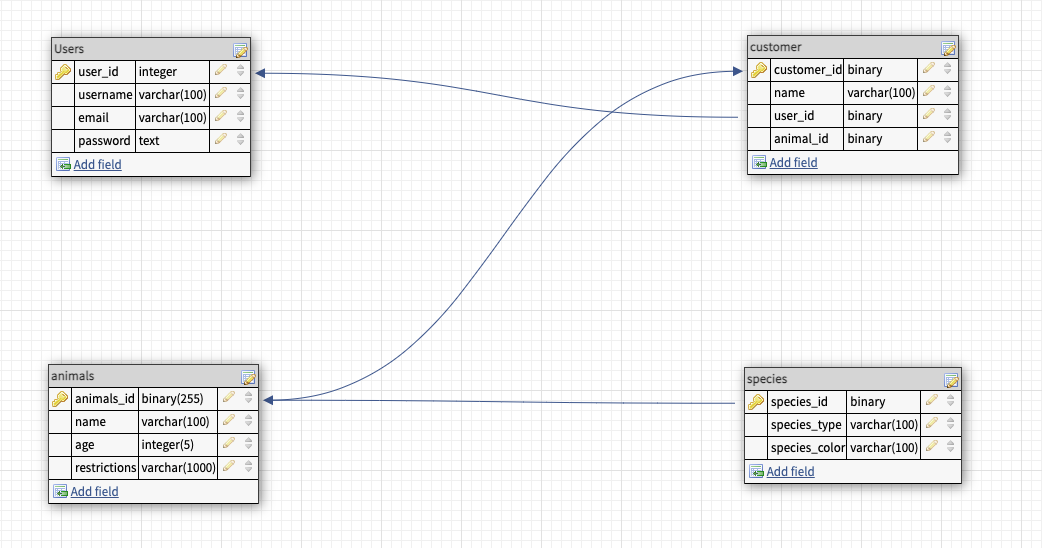 Users
user_id integer
username varchar(100)
email varchar(100)
password text
Add field
customer
customer_id binary
name varchar(100)
user_id binary
animal_id binary
Add field
animals
animals_id binary(255)
name varchar(100)
age integer(5)
restrictions varchar(1000)
Add field
species
species_id binary
species_type varchar(100)
species_color varchar(100)
Add field